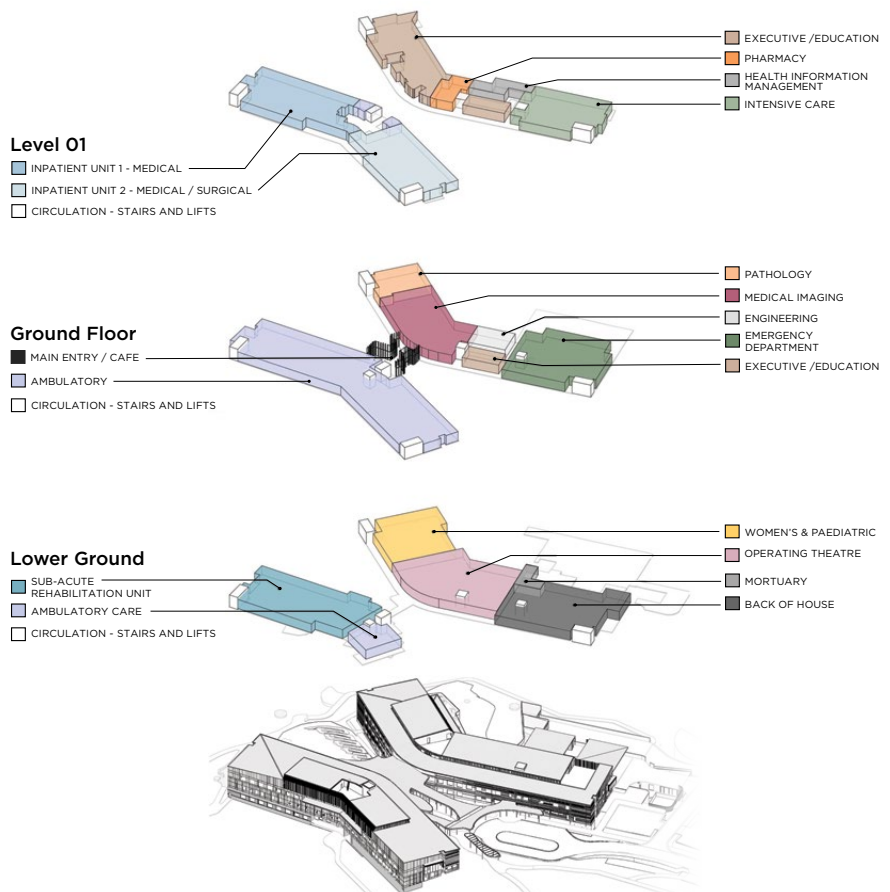 EXECUTIVE /EDUCATION
PHARMACY
HEALTH INFORMATION
MANAGEMENT
INTENSIVE CARE
Level 01
INPATIENT UNIT 1 - MEDICAL
INPATIENT UNIT 2 - MEDICAL / SURGICAL
CIRCULATION - STAIRS AND LIFTS
PATHOLOGY
MEDICAL IMAGING
ENGINEERING
EMERGENCY
DEPARTMENT
EXECUTIVE /EDUCATION
Ground Floor
MAIN ENTRY / CAFE
AMBULATORY
CIRCULATION - STAIRS AND LIFTS
WOMEN'S & PAEDIATRIC
OPERATING THEATRE
MORTUARY
BACK OF HOUSE
Lower Ground
SUB-ACUTE
REHABILITATION UNIT
AMBULATORY CARE
CIRCULATION - STAIRS AND LIFTS